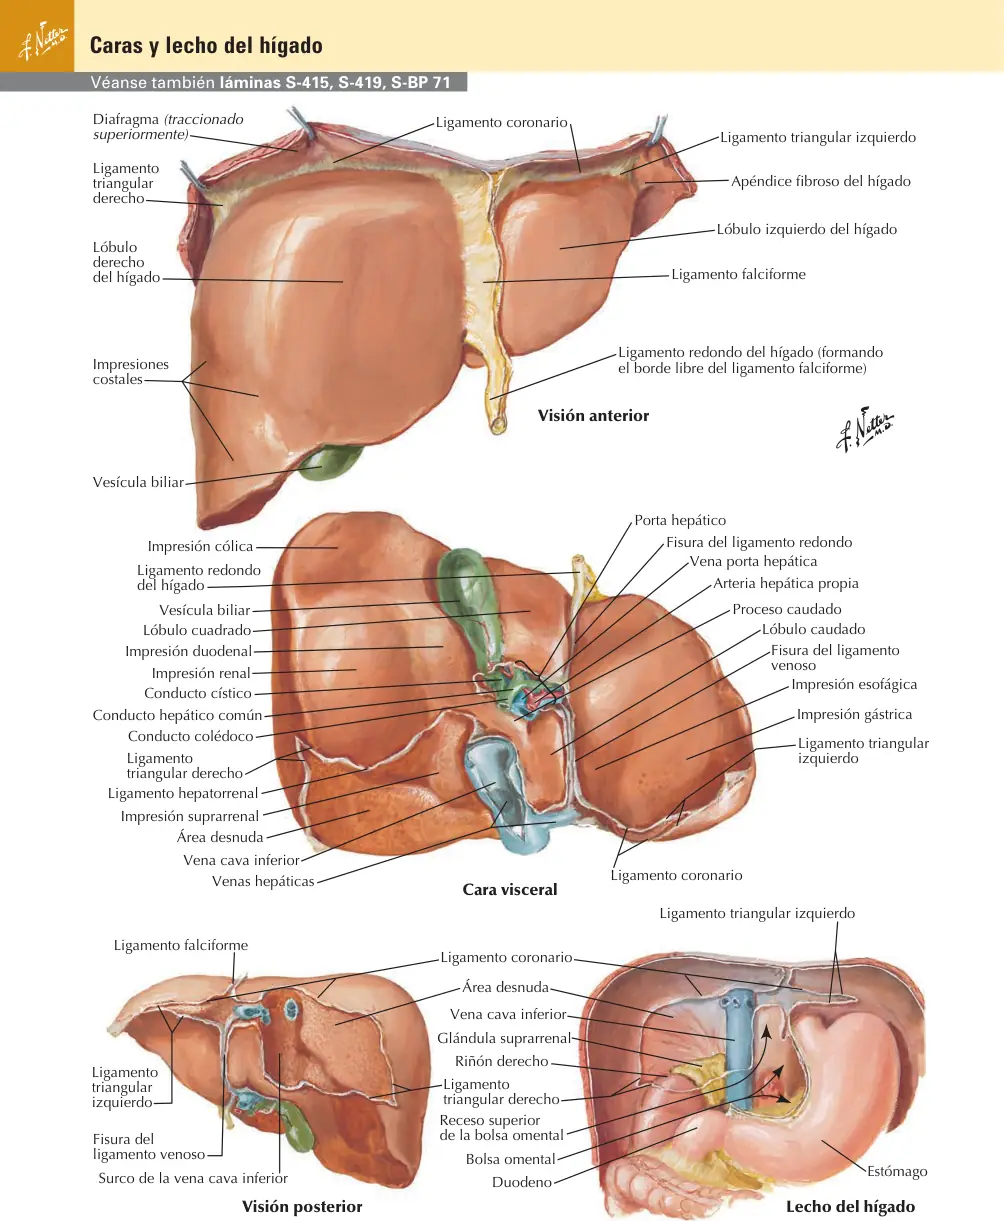 F. Netter M.D.
Caras y lecho del hígado
Véanse también láminas S-415, S-419, S-BP 71
Diafragma (traccionado
superiormente)
Ligamento coronario
Ligamento triangular izquierdo
Ligamento
triangular
derecho
Apéndice fibroso del hígado
Lóbulo izquierdo del hígado
Lóbulo
derecho
del hígado
Ligamento falciforme
Impresiones
costales
Ligamento redondo del hígado (formando
el borde libre del ligamento falciforme)
Visión anterior
F. Netter M.D.
Vesícula biliar
Porta hepático
Fisura del ligamento redondo
Vena porta hepática
Arteria hepática propia
Proceso caudado
Lóbulo caudado
Fisura del ligamento
venoso
Impresión esofágica
Impresión gástrica
Ligamento triangular
izquierdo
Impresión cólica
Ligamento redondo
del hígado
Vesícula biliar
Lóbulo cuadrado
Impresión duodenal
Impresión renal
Conducto cístico
Conducto hepático común
Conducto colédoco
Ligamento
triangular derecho
Ligamento hepatorrenal
Impresión suprarrenal
Área desnuda
Vena cava inferior
Venas hepáticas
Ligamento coronario
Cara visceral
Ligamento triangular izquierdo
Ligamento falciforme
Ligamento coronario
Área desnuda
Vena cava inferior
Glándula suprarrenal
Riñón derecho
Ligamento
triangular derecho
Receso superior
de la bolsa omental
Bolsa omental
Duodeno
Ligamento
triangular
izquierdo
Fisura del
ligamento venoso
Surco de la vena cava inferior
Estómago
Visión posterior
Lecho del hígado